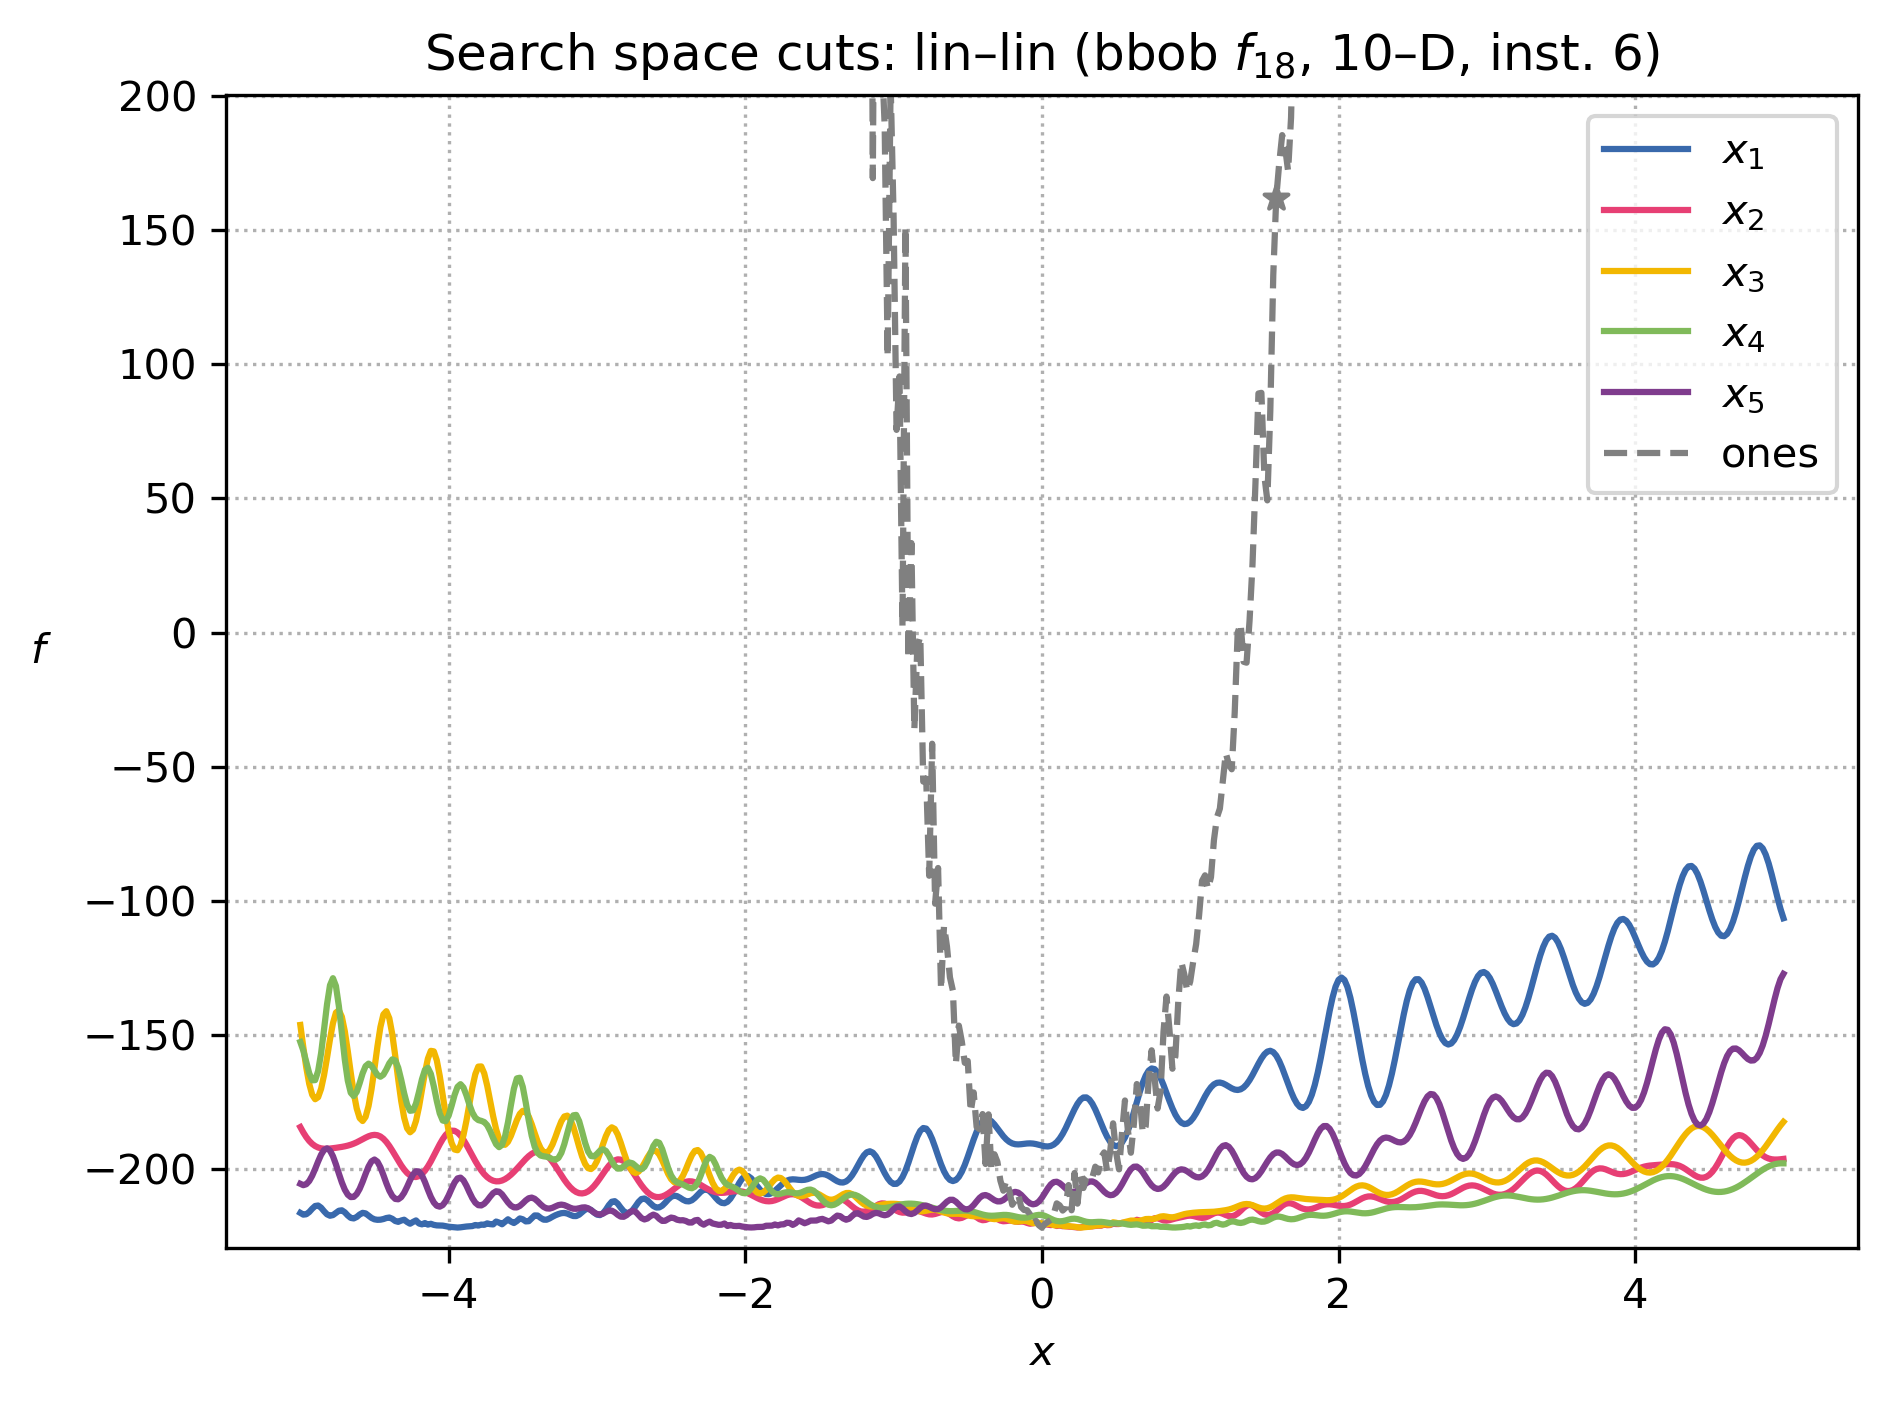 Search space cuts: lin–lin (bbob f₁₈, 10–D, inst. 6)
200
150
100
50
0
−50
−100
−150
−200
f
x₁
x₂
x₃
x₄
x₅
ones
−4
−2
0
2
4
x